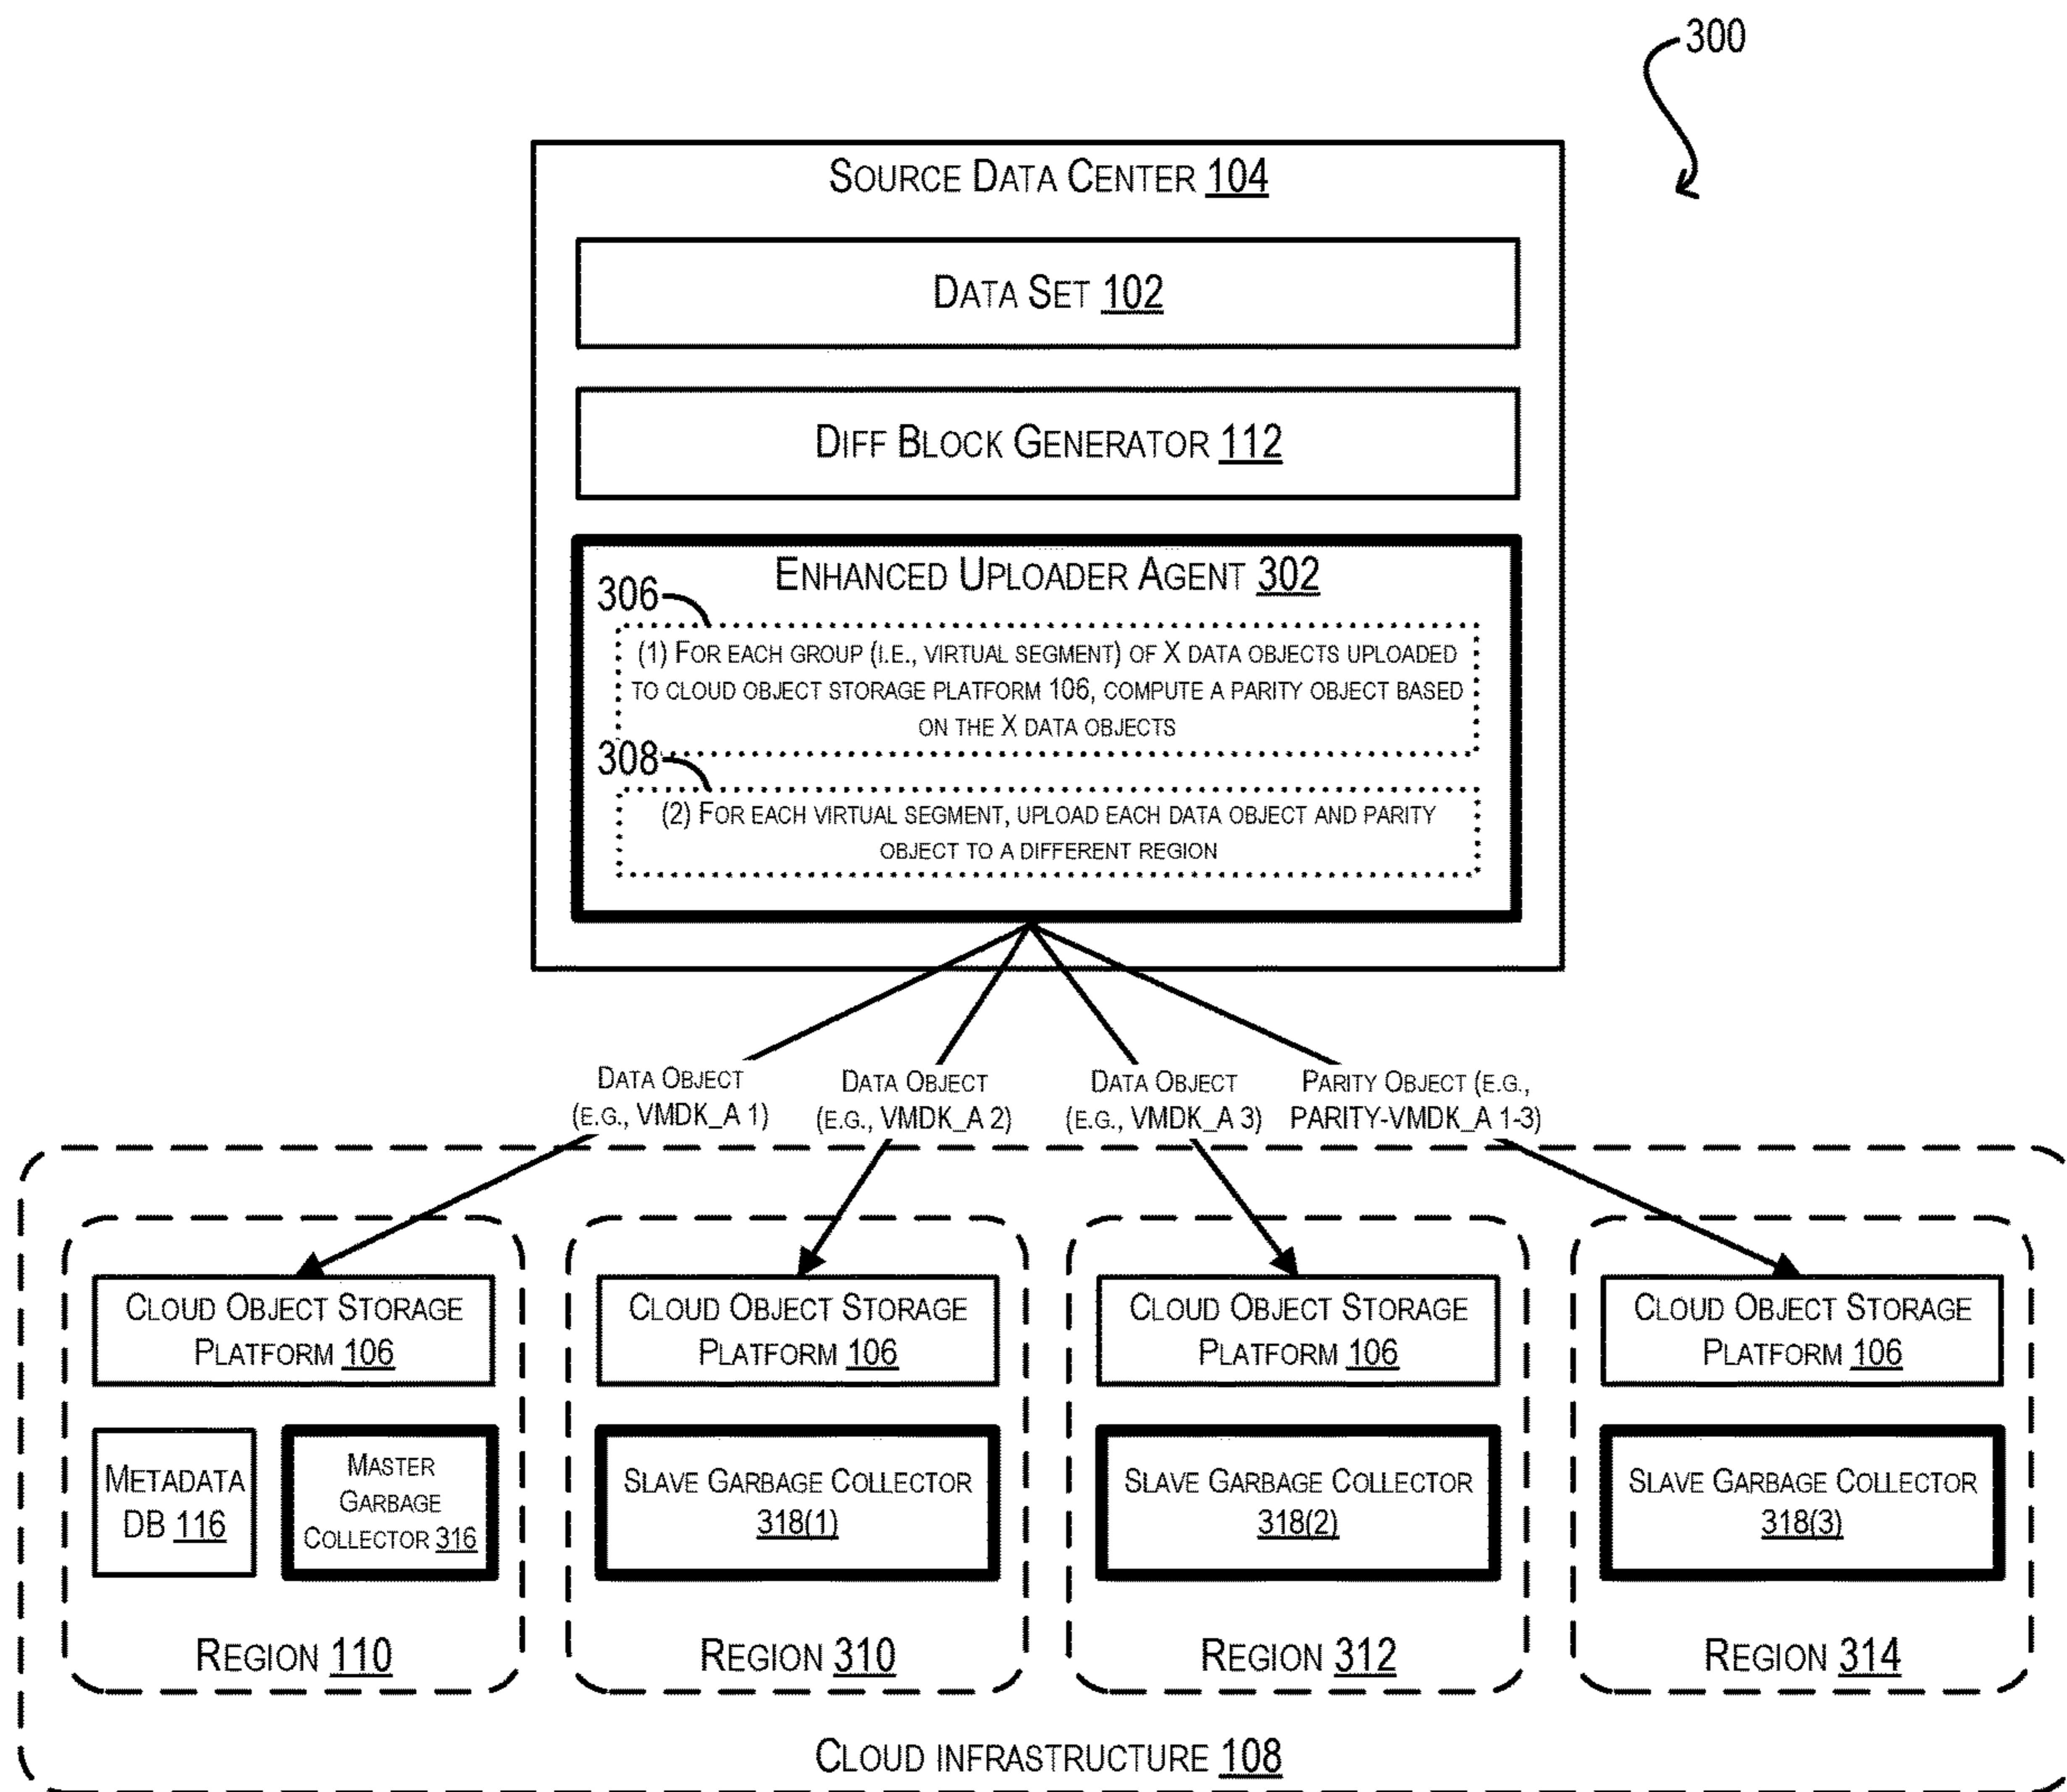 300
SOURCE DATA CENTER 104
DATA SET 102
DIFF BLOCK GENERATOR 112
ENHANCED UPLOADER AGENT 302
306
(1) FOR EACH GROUP (I.E., VIRTUAL SEGMENT) OF X DATA OBJECTS UPLOADED
TO CLOUD OBJECT STORAGE PLATFORM 106, COMPUTE A PARITY OBJECT BASED
ON THE X DATA OBJECTS
308
(2) FOR EACH VIRTUAL SEGMENT, UPLOAD EACH DATA OBJECT AND PARITY
OBJECT TO A DIFFERENT REGION
DATA OBJECT
(E.G., VMDK_A 1)
DATA OBJECT
(E.G., VMDK_A 2)
DATA OBJECT
(E.G., VMDK_A 3)
PARITY OBJECT (E.G.,
PARITY-VMDK_A 1-3)
CLOUD OBJECT STORAGE
PLATFORM 106
METADATA
DB 116
MASTER
GARBAGE
COLLECTOR 316
REGION 110
CLOUD OBJECT STORAGE
PLATFORM 106
SLAVE GARBAGE COLLECTOR
318(1)
REGION 310
CLOUD OBJECT STORAGE
PLATFORM 106
SLAVE GARBAGE COLLECTOR
318(2)
REGION 312
CLOUD OBJECT STORAGE
PLATFORM 106
SLAVE GARBAGE COLLECTOR
318(3)
REGION 314
CLOUD INFRASTRUCTURE 108